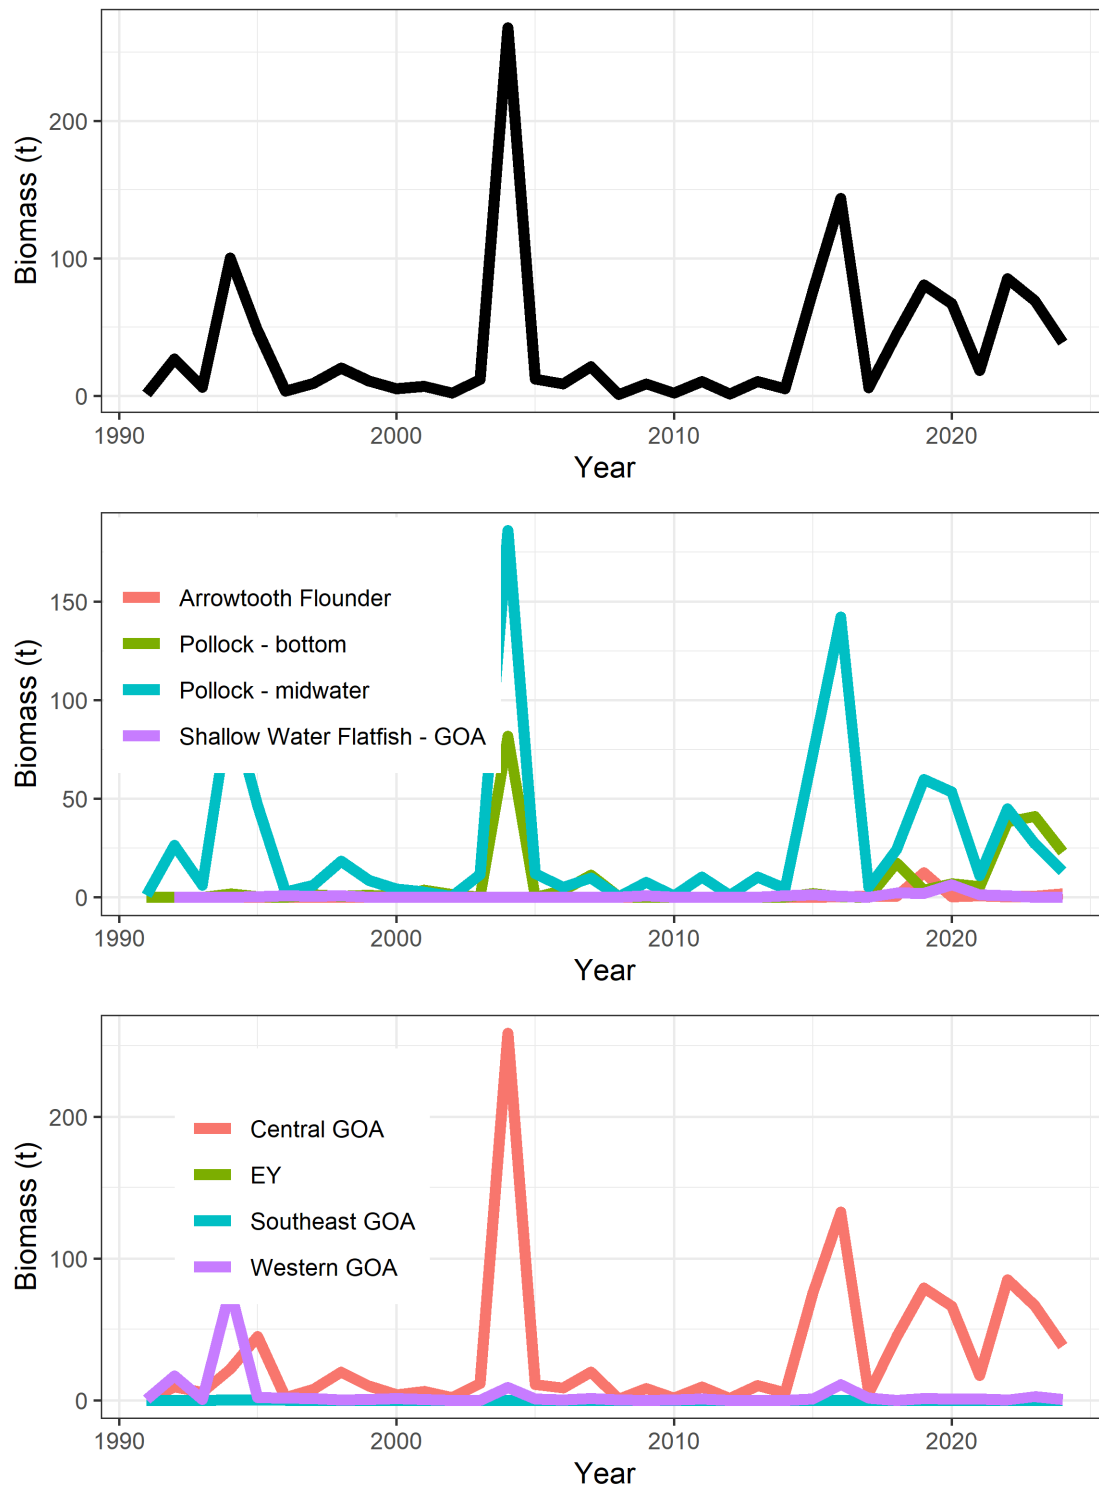 Biomass (t)
200
100
0
1990
2000
2010
2020
Year
Biomass (t)
150
100
50
0
Arrowtooth Flounder
Pollock - bottom
Pollock - midwater
Shallow Water Flatfish - GOA
1990
2000
2010
2020
Year
Biomass (t)
200
100
0
Central GOA
EY
Southeast GOA
Western GOA
1990
2000
2010
2020
Year